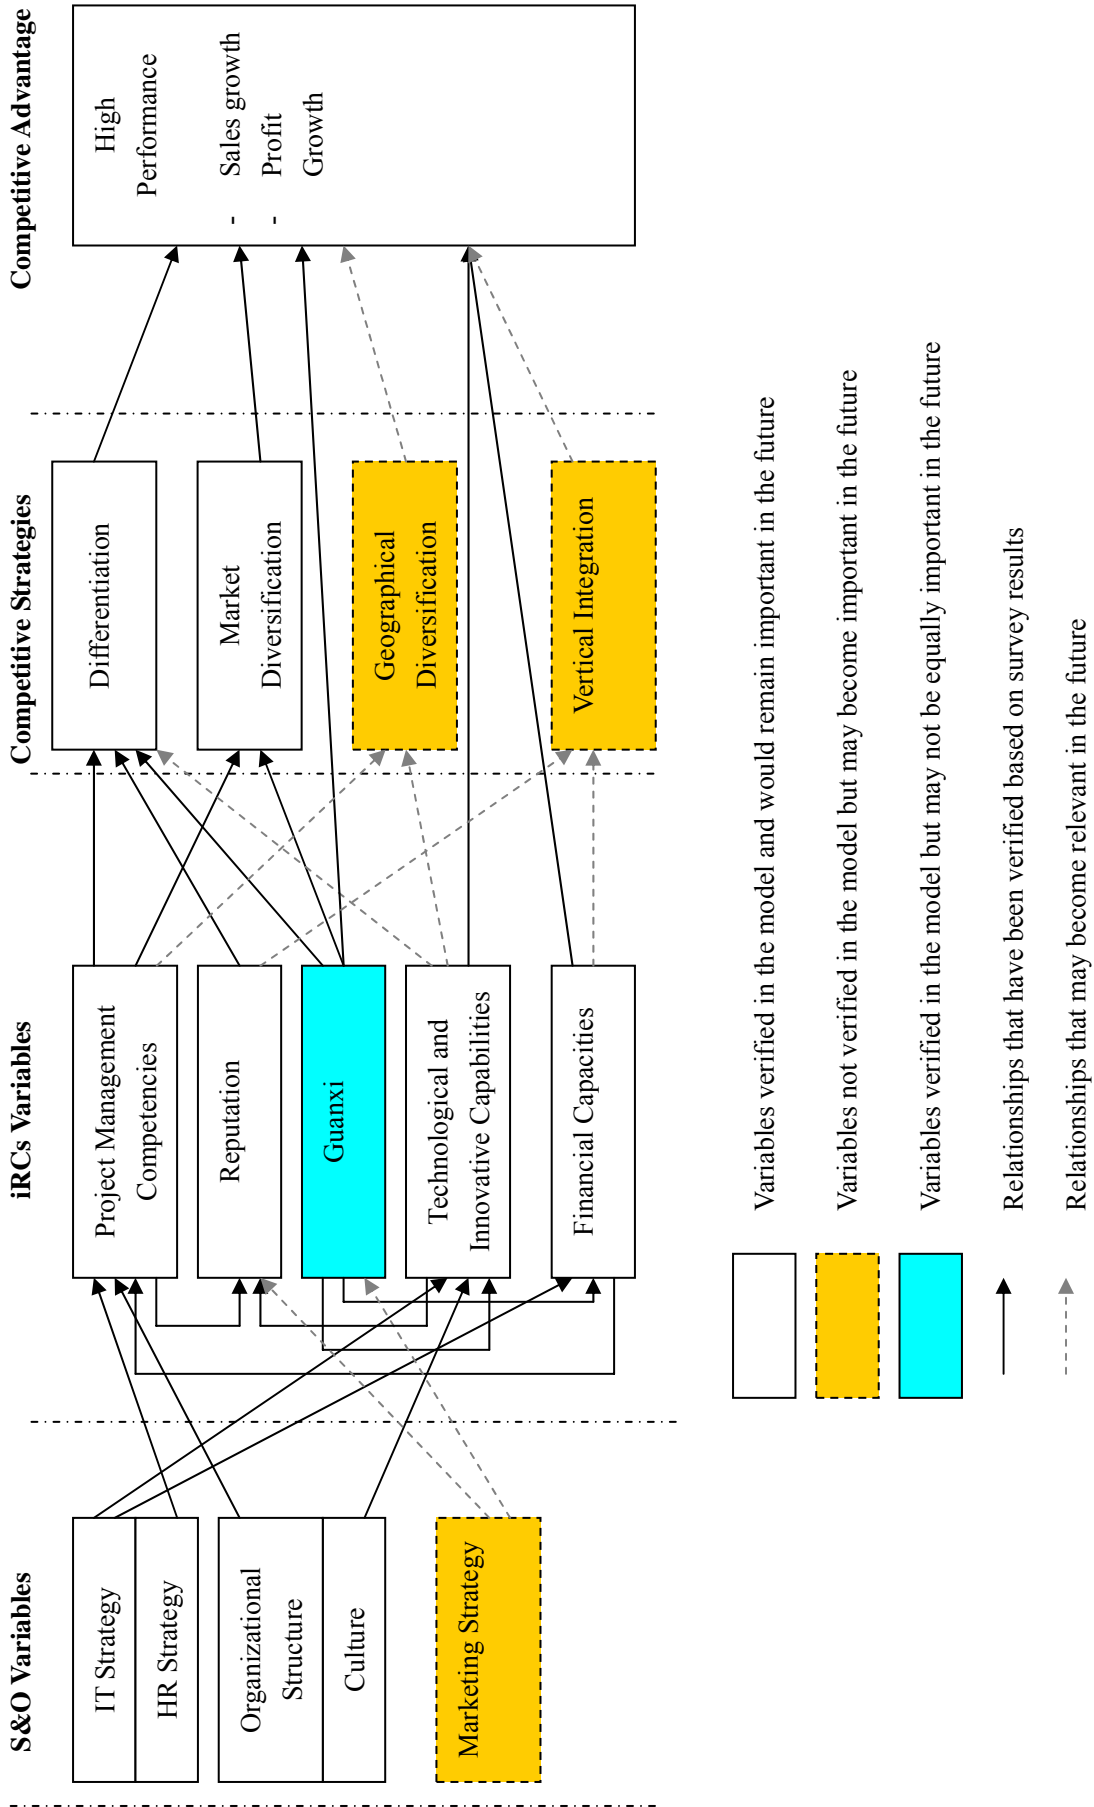 S&O Variables
iRCs Variables
Competitive Strategies
Competitive Advantage
IT Strategy
HR Strategy
Organizational
Structure
Culture
Marketing Strategy
Project Management
Competencies
Reputation
Guanxi
Technological and
Innovative Capabilities
Financial Capacities
Differentiation
Market
Diversification
Geographical
Diversification
Vertical Integration
High
Performance
- Sales growth
- Profit
Growth
Variables verified in the model and would remain important in the future
Variables not verified in the model but may become important in the future
Variables verified in the model but may not be equally important in the future
Relationships that have been verified based on survey results
Relationships that may become relevant in the future